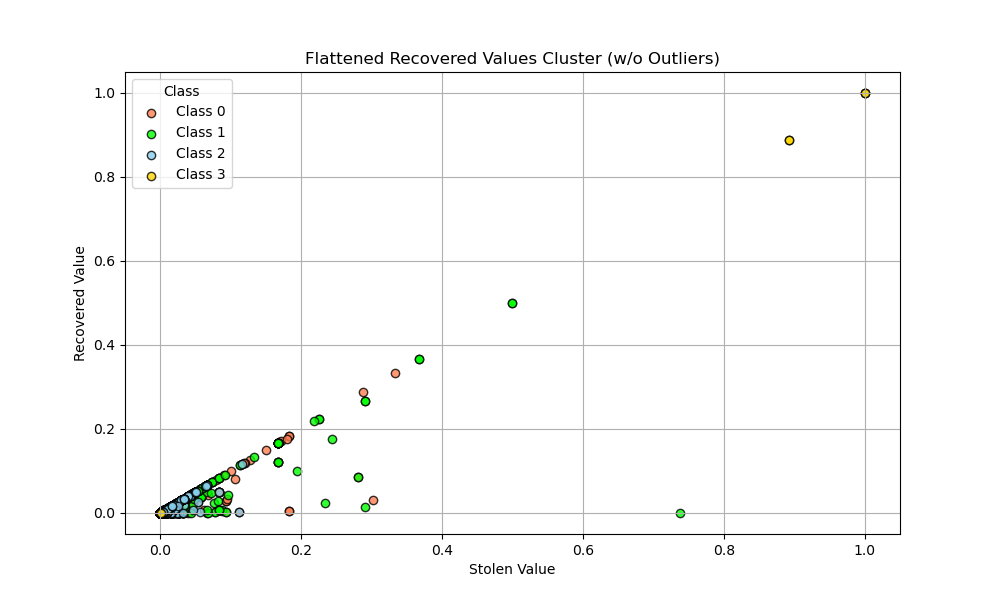 Flattened Recovered Values Cluster (w/o Outliers)
Class
Class 0
Class 1
Class 2
Class 3
1.0
0.8
0.6
0.4
0.2
0.0
Recovered Value
0.0 0.2 0.4 0.6 0.8 1.0
Stolen Value